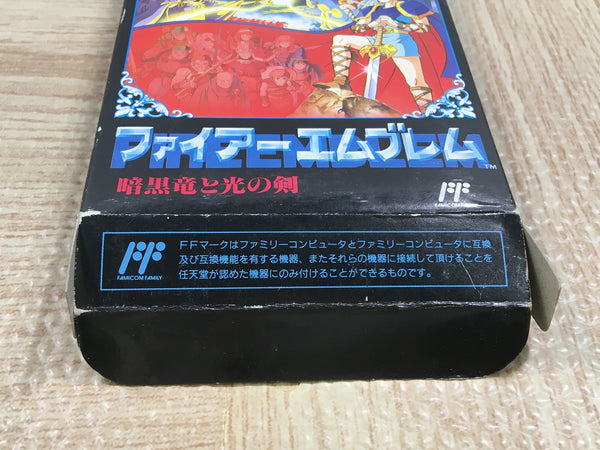 ファイアーエムブレム
TM
暗黒竜と光の剣
FF
FAMICOM FAMILY
FFマークはファミリーコンピュータとファミリーコンピュータに互換
及び互換機能を有する機器、またそれらの機器に接続して頂けることを
任天堂が認めた機器にのみ付けることができるものです。
FF
FAMICOM FAMILY